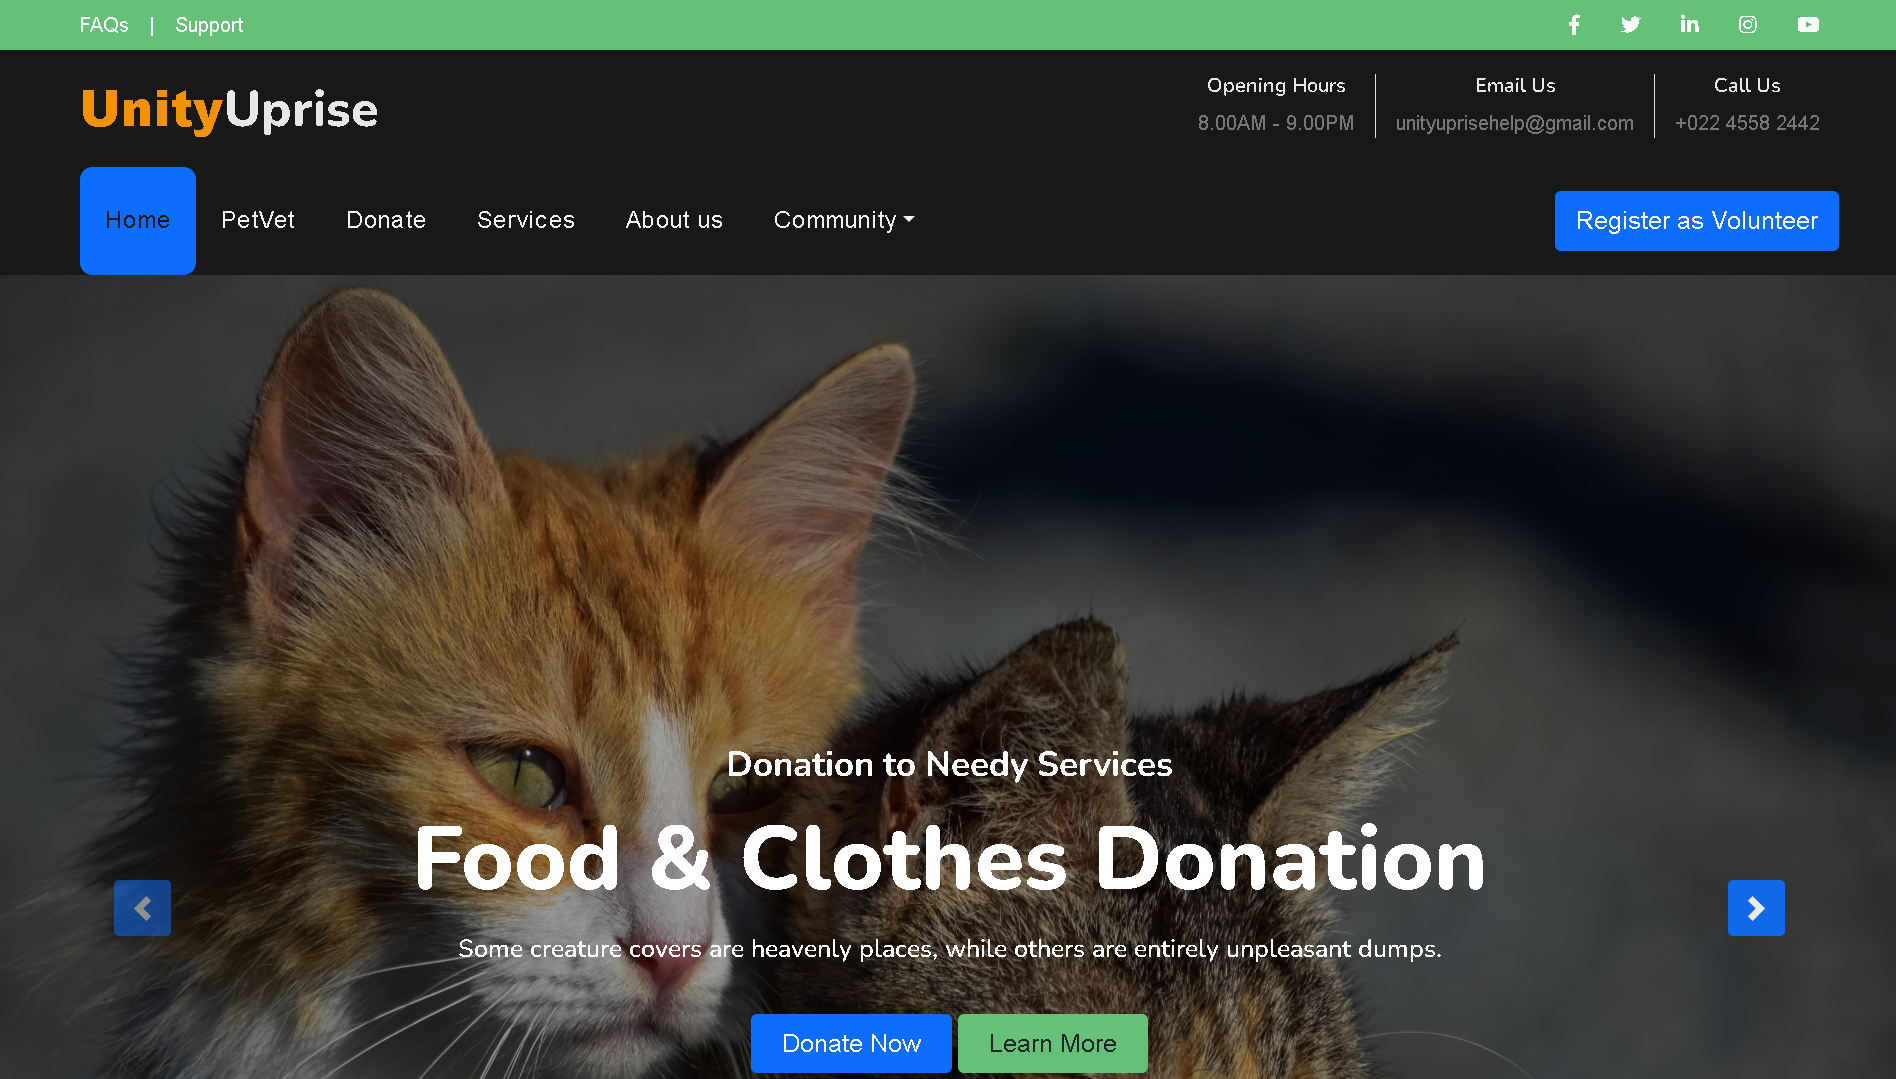 FAQs | Support
UnityUprise
Opening Hours
8.00AM - 9.00PM
Email Us
unityuprisehelp@gmail.com
Call Us
+022 4558 2442
Home
PetVet
Donate
Services
About us
Community
Register as Volunteer
Donation to Needy Services
Food & Clothes Donation
Some creature covers are heavenly places, while others are entirely unpleasant dumps.
Donate Now
Learn More